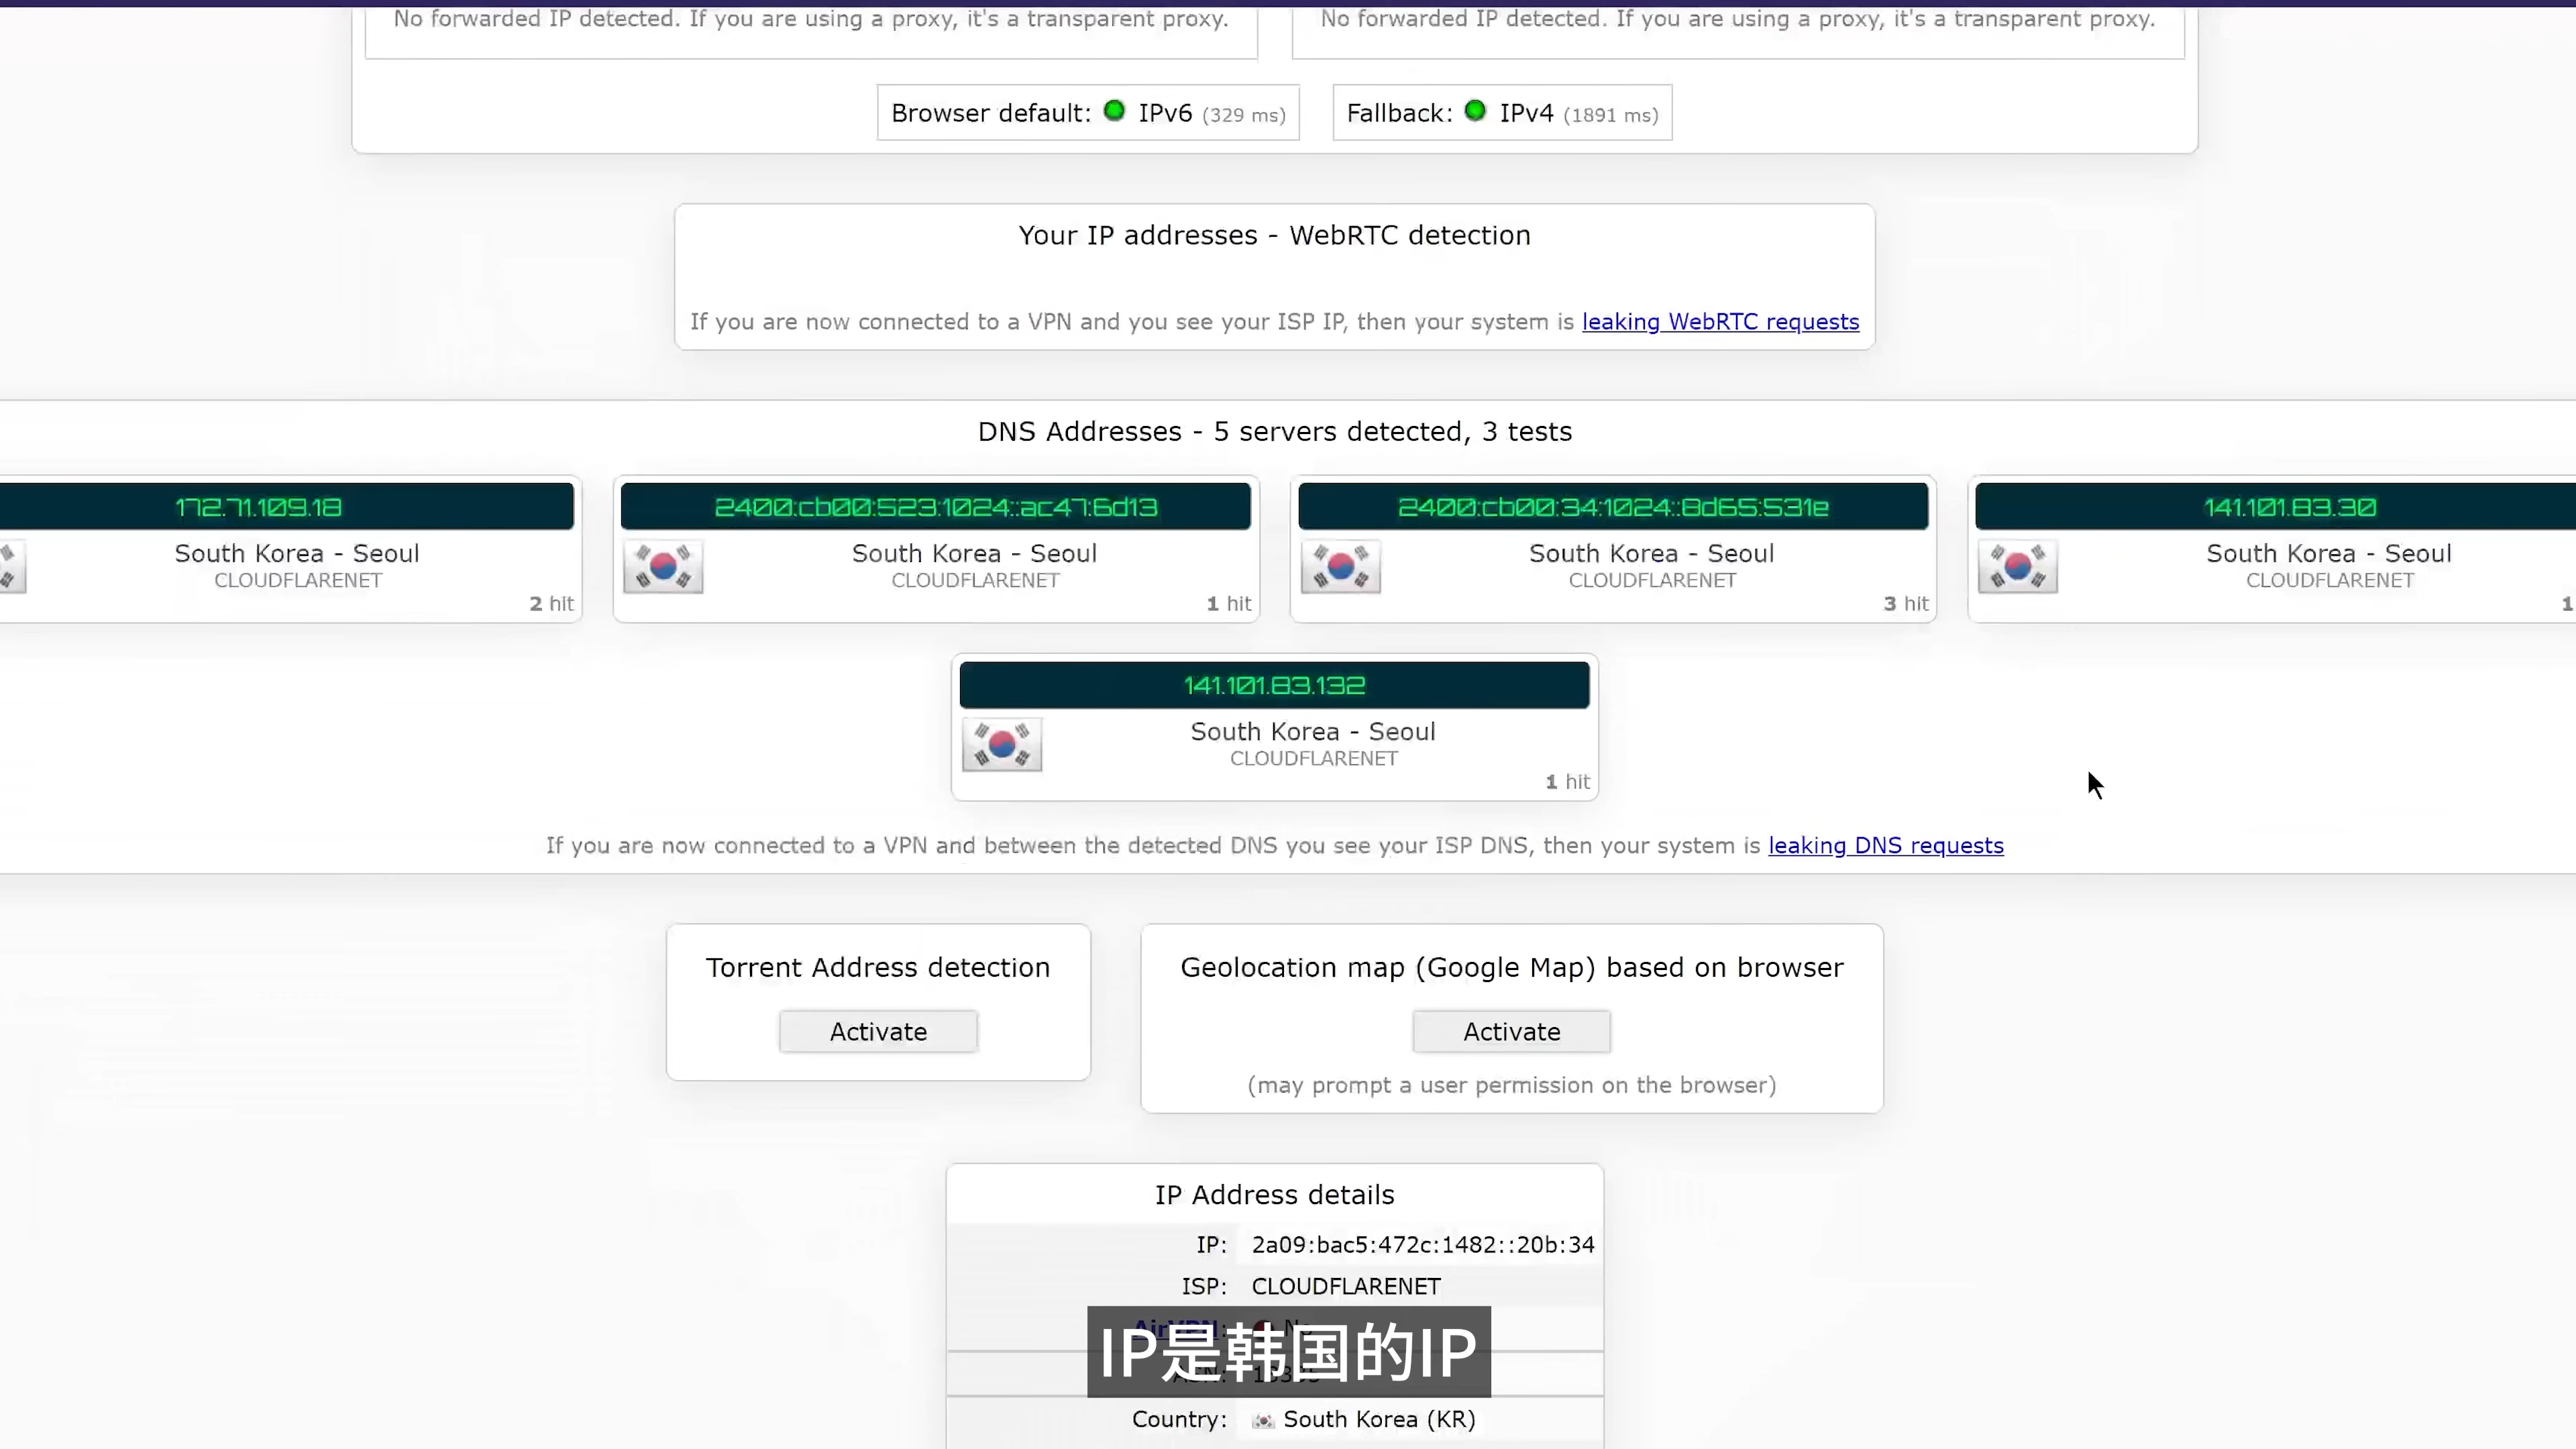 No forwarded IP detected. If you are using a proxy, it's a transparent proxy.
No forwarded IP detected. If you are using a proxy, it's a transparent proxy.
Browser default: IPv6 (329 ms)
Fallback: IPv4 (1891 ms)
Your IP addresses - WebRTC detection
If you are now connected to a VPN and you see your ISP IP, then your system is leaking WebRTC requests
DNS Addresses - 5 servers detected, 3 tests
172.71.109.18
South Korea - Seoul
CLOUDFLARENET
2 hit
2400:cb00:523:1024::ac47:6d13
South Korea - Seoul
CLOUDFLARENET
1 hit
2400:cb00:34:1024::8d65:531e
South Korea - Seoul
CLOUDFLARENET
3 hit
141.101.83.30
South Korea - Seoul
CLOUDFLARENET
1
141.101.83.132
South Korea - Seoul
CLOUDFLARENET
1 hit
If you are now connected to a VPN and between the detected DNS you see your ISP DNS, then your system is leaking DNS requests
Torrent Address detection
Activate
Geolocation map (Google Map) based on browser
Activate
(may prompt a user permission on the browser)
IP Address details
IP: 2a09:bac5:472c:1482::20b:34
ISP: CLOUDFLARENET
AirVPN: No
IP是韩国的IP
Country: South Korea (KR)